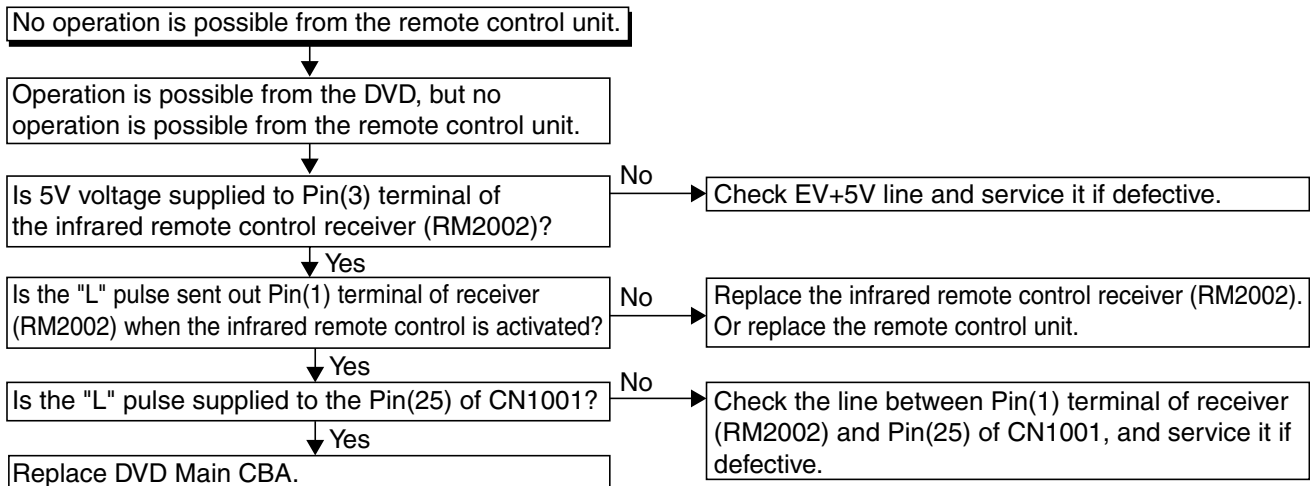 No operation is possible from the remote control unit.
Operation is possible from the DVD, but no
operation is possible from the remote control unit.
Is 5V voltage supplied to Pin(3) terminal of
the infrared remote control receiver (RM2002)?
No
Check EV+5V line and service it if defective.
Yes
Is the "L" pulse sent out Pin(1) terminal of receiver
(RM2002) when the infrared remote control is activated?
No
Replace the infrared remote control receiver (RM2002).
Or replace the remote control unit.
Yes
Is the "L" pulse supplied to the Pin(25) of CN1001?
No
Check the line between Pin(1) terminal of receiver
(RM2002) and Pin(25) of CN1001, and service it if
defective.
Yes
Replace DVD Main CBA.